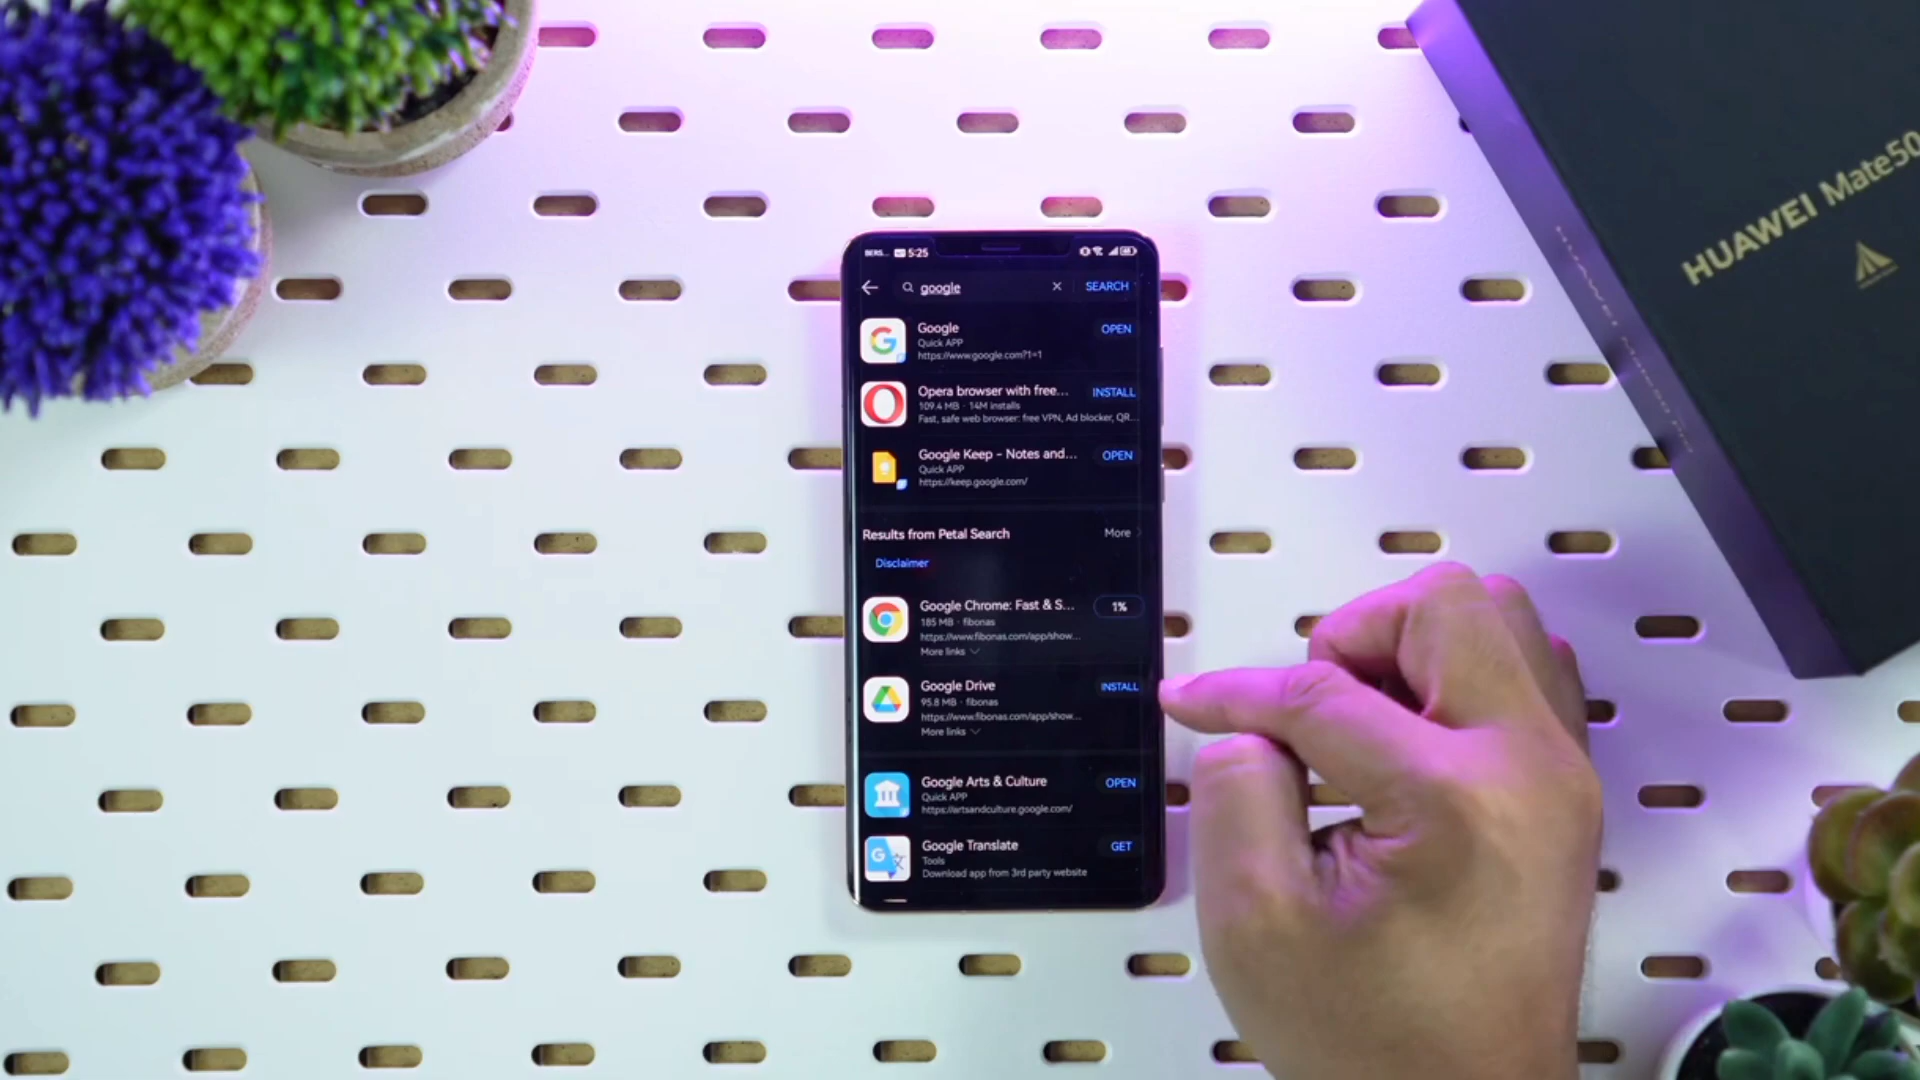 5:25
google
SEARCH
Google
OPEN
Quick APP
https://www.google.com?1=1
Opera browser with free...
INSTALL
109.4 MB · 14M installs
Fast, safe web browser: free VPN, Ad blocker, QR...
Google Keep - Notes and...
OPEN
Quick APP
https://keep.google.com/
Results from Petal Search
More
Disclaimer
Google Chrome: Fast & S...
1%
185 MB · fibonas
https://www.fibonas.com/app/show...
More links
Google Drive
INSTALL
95.8 MB · fibonas
https://www.fibonas.com/app/show...
More links
Google Arts & Culture
OPEN
Quick APP
https://artsandculture.google.com/
Google Translate
GET
Tools
Download app from 3rd party website
HUAWEI Mate50
HUAWEI Mate50 Pro